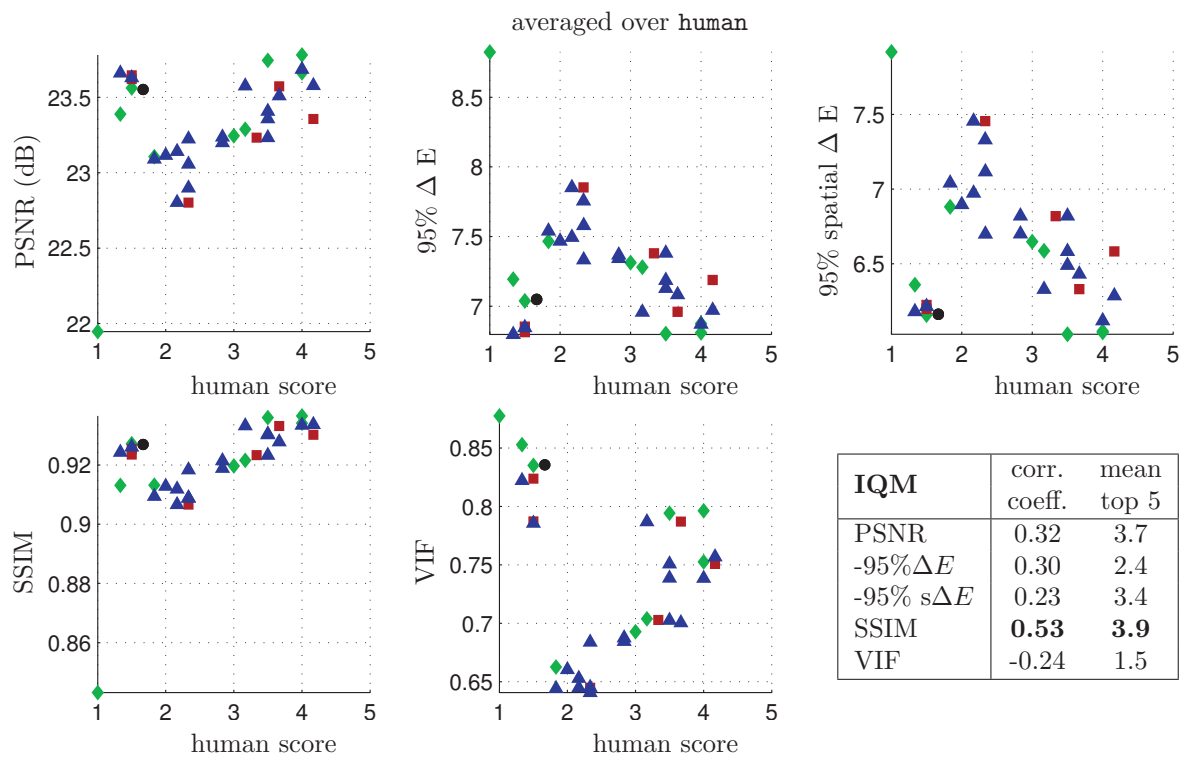 averaged over human
PSNR (dB)
23.5
23
22.5
22
1 2 3 4 5
human score
95% Δ E
8.5
8
7.5
7
1 2 3 4 5
human score
95% spatial Δ E
7.5
7
6.5
1 2 3 4 5
human score
SSIM
0.92
0.9
0.88
0.86
1 2 3 4 5
human score
VIF
0.85
0.8
0.75
0.7
0.65
1 2 3 4 5
human score
IQM corr. coeff. mean top 5
PSNR 0.32 3.7
-95%ΔE 0.30 2.4
-95% sΔE 0.23 3.4
SSIM 0.53 3.9
VIF -0.24 1.5